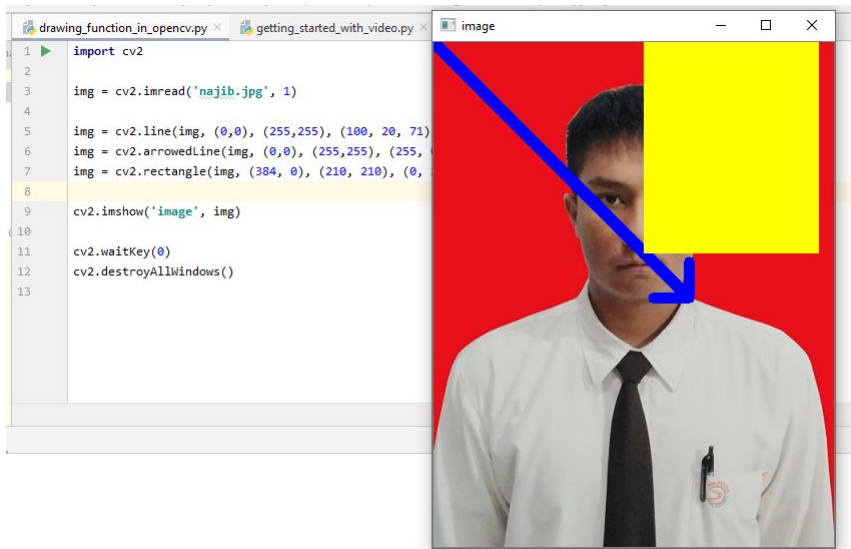 drawing_function_in_opencv.py
getting_started_with_video.py
image
1 import cv2
2
3 img = cv2.imread('najib.jpg', 1)
4
5 img = cv2.line(img, (0,0), (255,255), (100, 20, 71)
6 img = cv2.arrowedLine(img, (0,0), (255,255), (255,
7 img = cv2.rectangle(img, (384, 0), (210, 210), (0,
8
9 cv2.imshow('image', img)
10
11 cv2.waitKey(0)
12 cv2.destroyAllWindows()
13